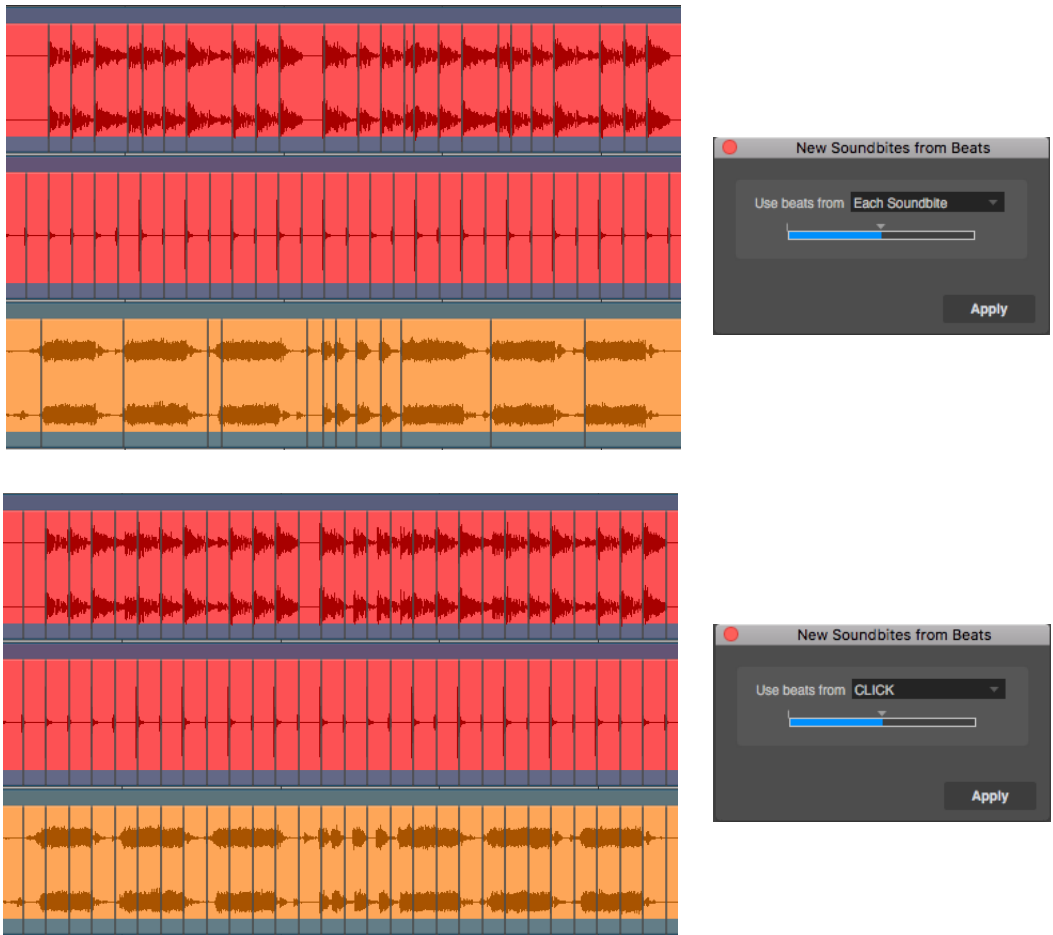 New Soundbites from Beats
Use beats from Each Soundbite
Apply
New Soundbites from Beats
Use beats from CLICK
Apply